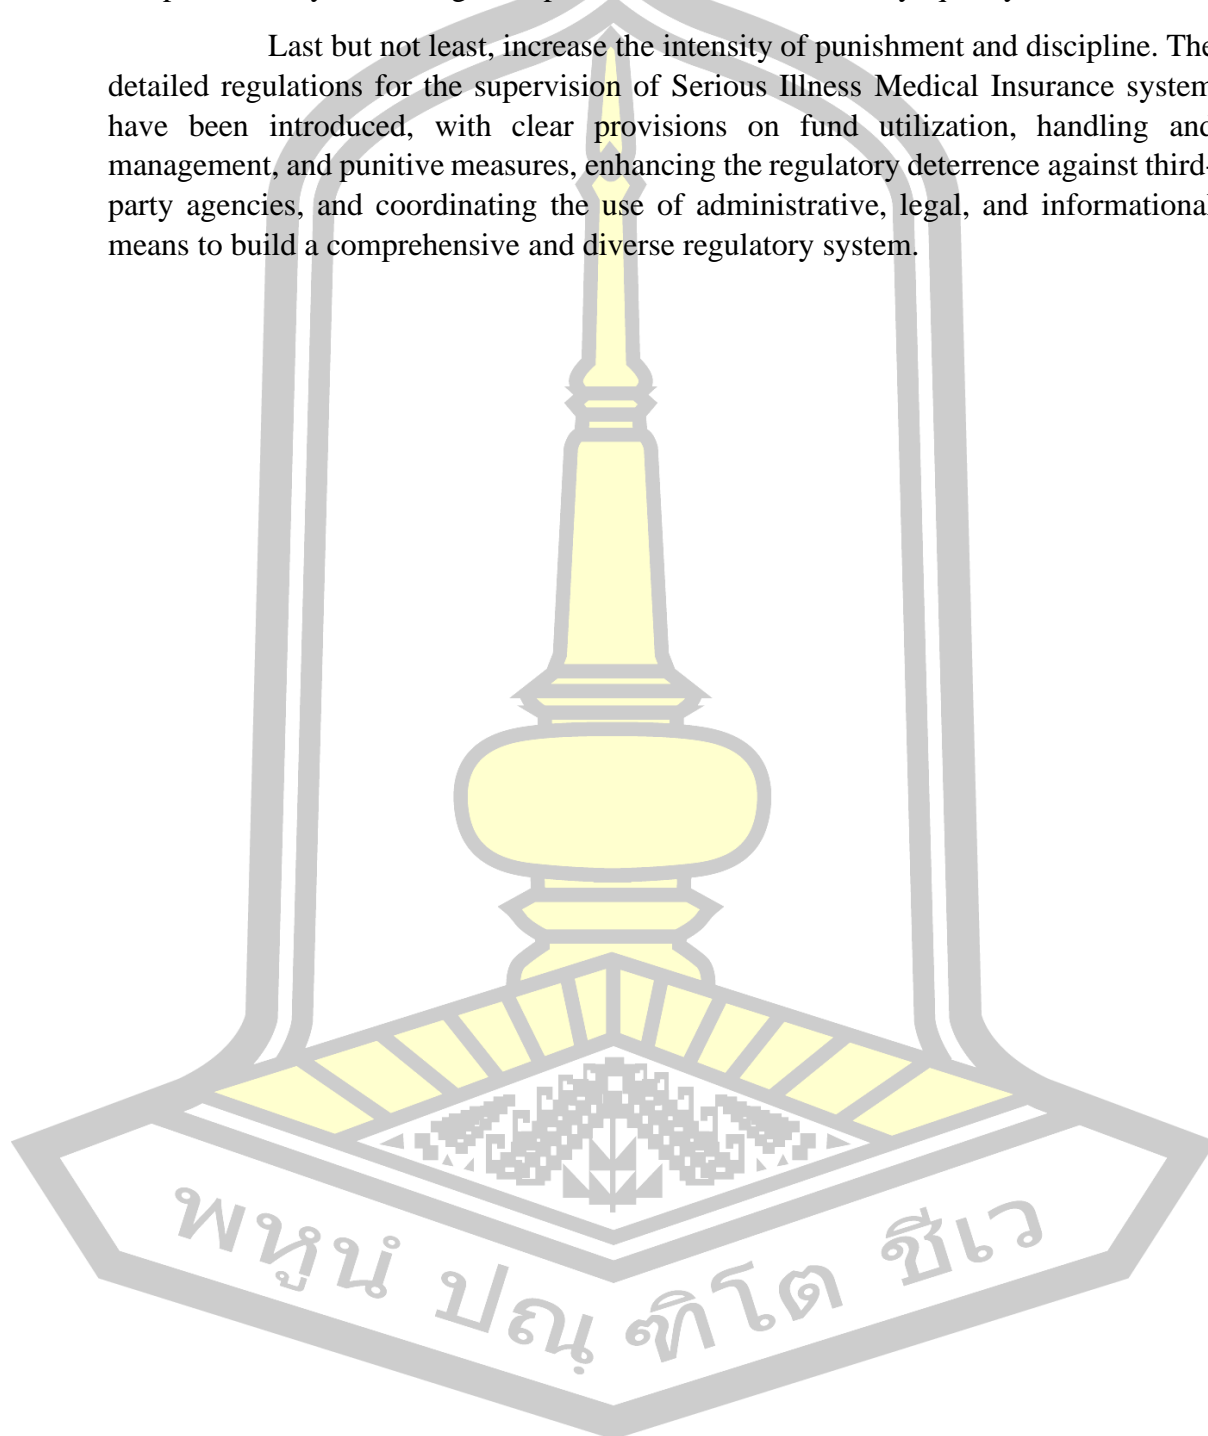 Last but not least, increase the intensity of punishment and discipline. The
detailed regulations for the supervision of Serious Illness Medical Insurance system
have been introduced, with clear provisions on fund utilization, handling and
management, and punitive measures, enhancing the regulatory deterrence against third-
party agencies, and coordinating the use of administrative, legal, and informational
means to build a comprehensive and diverse regulatory system.
พหูนํ ปณฺฑิโต ชีเว